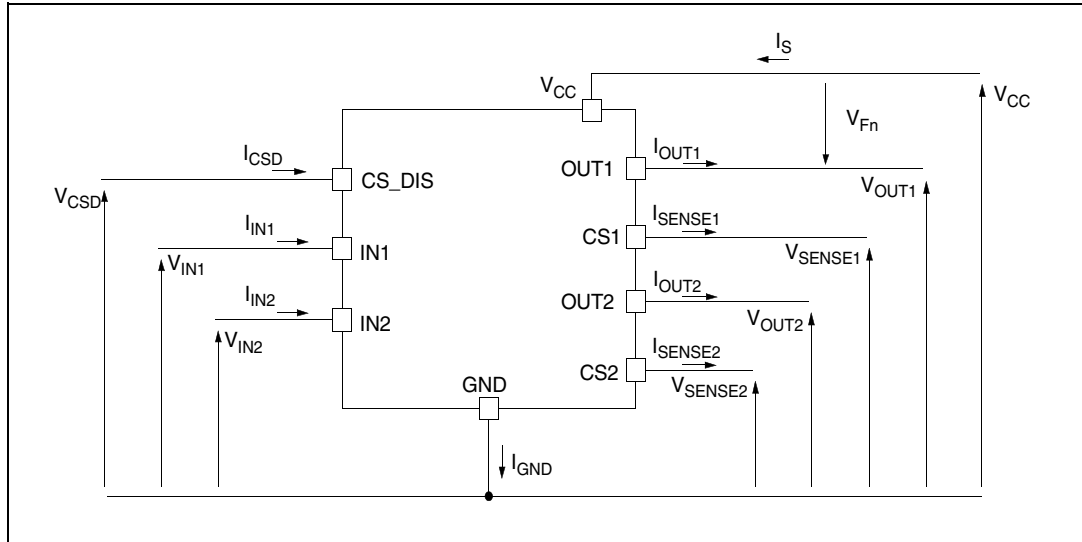 I_S
V_CC
V_CC
V_Fn
I_CSD
I_OUT1
OUT1
CS_DIS
V_CSD
V_OUT1
I_IN1
I_SENSE1
CS1
IN1
V_IN1
V_SENSE1
I_IN2
I_OUT2
OUT2
IN2
V_IN2
V_OUT2
I_SENSE2
CS2
V_SENSE2
GND
I_GND